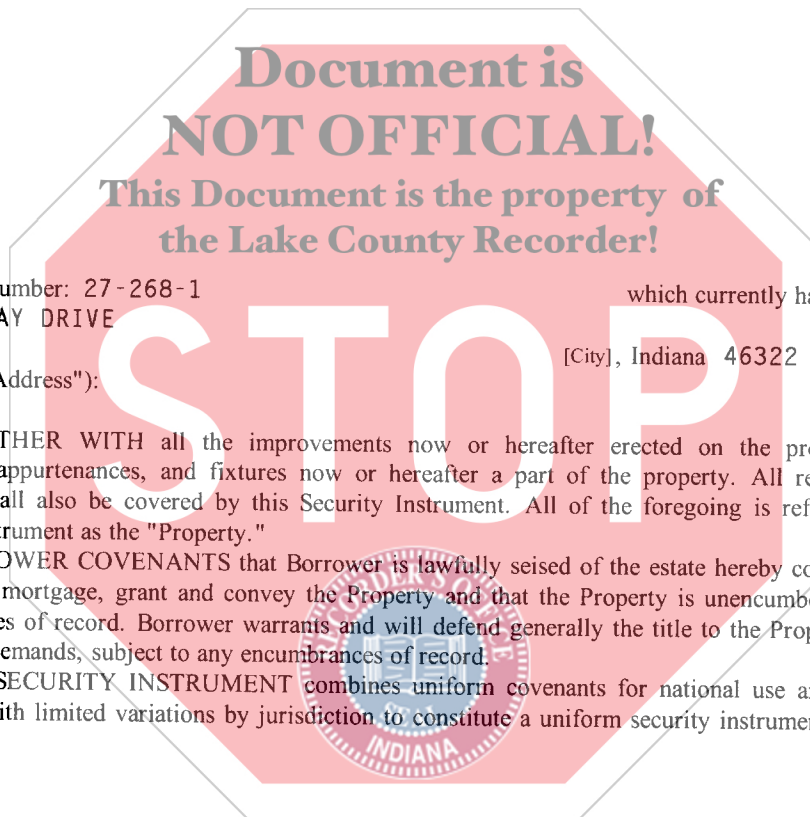 Document is
NOT OFFICIAL!
This Document is the property of
the Lake County Recorder!
umber: 27-268-1 which currently ha
AY DRIVE
[City], Indiana 46322
Address"):
STOP
THER WITH all the improvements now or hereafter erected on the pro
appurtenances, and fixtures now or hereafter a part of the property. All re
all also be covered by this Security Instrument. All of the foregoing is ref
trument as the "Property."
OWER COVENANTS that Borrower is lawfully seised of the estate hereby co
mortgage, grant and convey the Property and that the Property is unencumbe
es of record. Borrower warrants and will defend generally the title to the Prop
emands, subject to any encumbrances of record.
SECURITY INSTRUMENT combines uniform covenants for national use a
ith limited variations by jurisdiction to constitute a uniform security instrumen
RECORDER'S OFFICE
SEAL
INDIANA